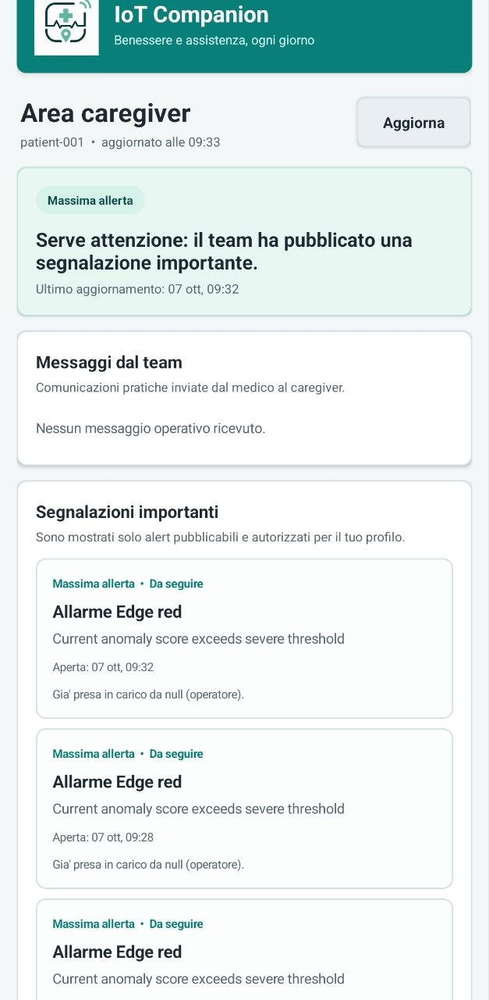 IoT Companion
Benessere e assistenza, ogni giorno
Area caregiver
patient-001 • aggiornato alle 09:33
Aggiorna
Massima allerta
Serve attenzione: il team ha pubblicato una
segnalazione importante.
Ultimo aggiornamento: 07 ott, 09:32
Messaggi dal team
Comunicazioni pratiche inviate dal medico al caregiver.
Nessun messaggio operativo ricevuto.
Segnalazioni importanti
Sono mostrati solo alert pubblicabili e autorizzati per il tuo profilo.
Massima allerta • Da seguire
Allarme Edge red
Current anomaly score exceeds severe threshold
Aperta: 07 ott, 09:32
Gia' presa in carico da null (operatore).
Massima allerta • Da seguire
Allarme Edge red
Current anomaly score exceeds severe threshold
Aperta: 07 ott, 09:28
Gia' presa in carico da null (operatore).
Massima allerta • Da seguire
Allarme Edge red
Current anomaly score exceeds severe threshold